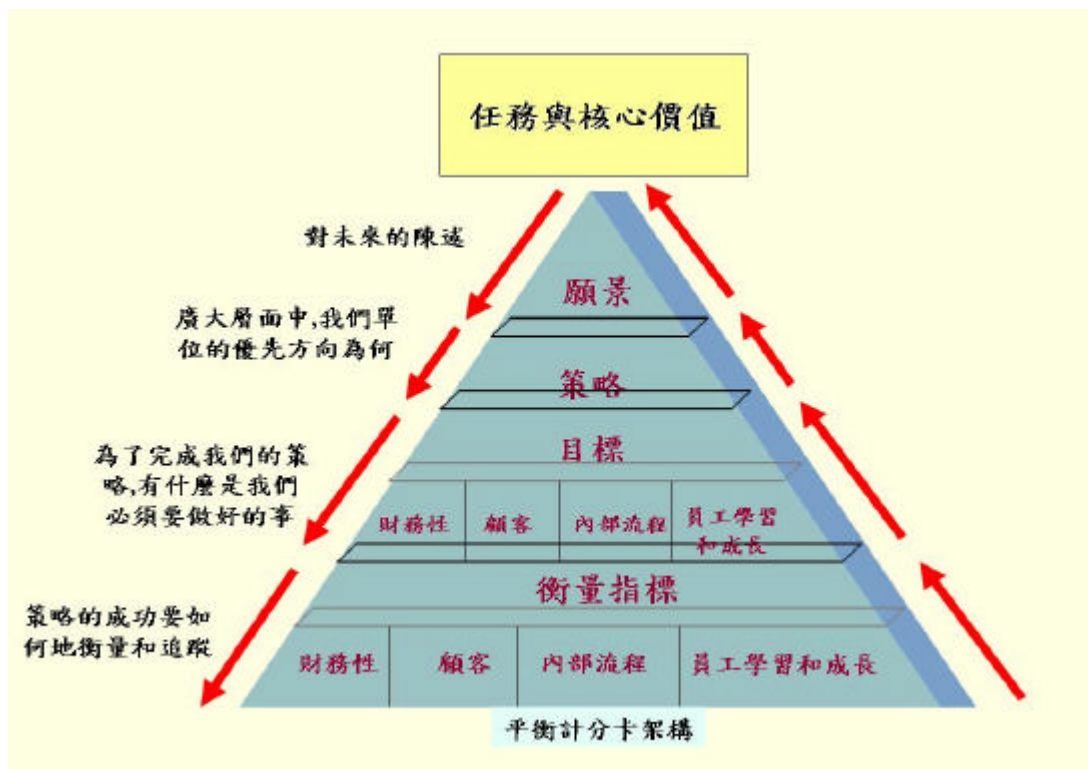 任務與核心價值
對未來的陳述
願景
廣大層面中,我們單
位的優先方向為何
策略
為了完成我們的策
略,有什麼是我們
必須要做好的事
目標
財務性 顧客 內部流程 員工學習
和成長
衡量指標
策略的成功要如
何地衡量和追蹤
財務性 顧客 內部流程 員工學習和成長
平衡計分卡架構